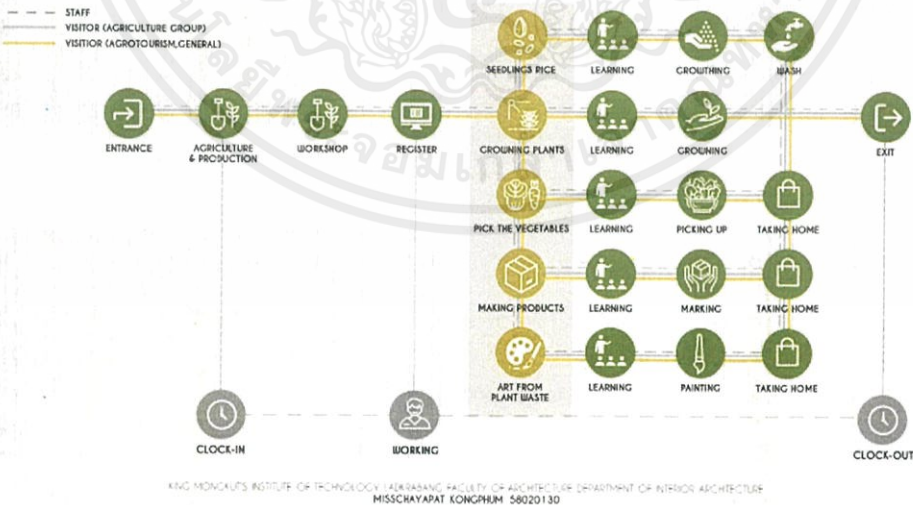 STAFF
VISITOR (AGRICULTURE GROUP)
VISITIOR (AGROTOURISM,GENERAL)
SEEDLINGS RICE
LEARNING
GROWTHING
WASH
ENTRANCE
AGRICULTURE
& PRODUCTION
WORKSHOP
REGISTER
GROWNING PLANTS
LEARNING
GROWNING
EXIT
PICK THE VEGETABLES
LEARNING
PICKING UP
TAKING HOME
MAKING PRODUCTS
LEARNING
MARKING
TAKING HOME
ART FROM
PLANT WASTE
LEARNING
PAINTING
TAKING HOME
CLOCK-IN
WORKING
CLOCK-OUT
KING MONGKUT'S INSTITUTE OF TECHNOLOGY LADKRABANG FACULTY OF ARCHITECTURE DEPARTMENT OF INTERIOR ARCHITECTURE
MISSCHAYAPAT KONGPHUM 58020130